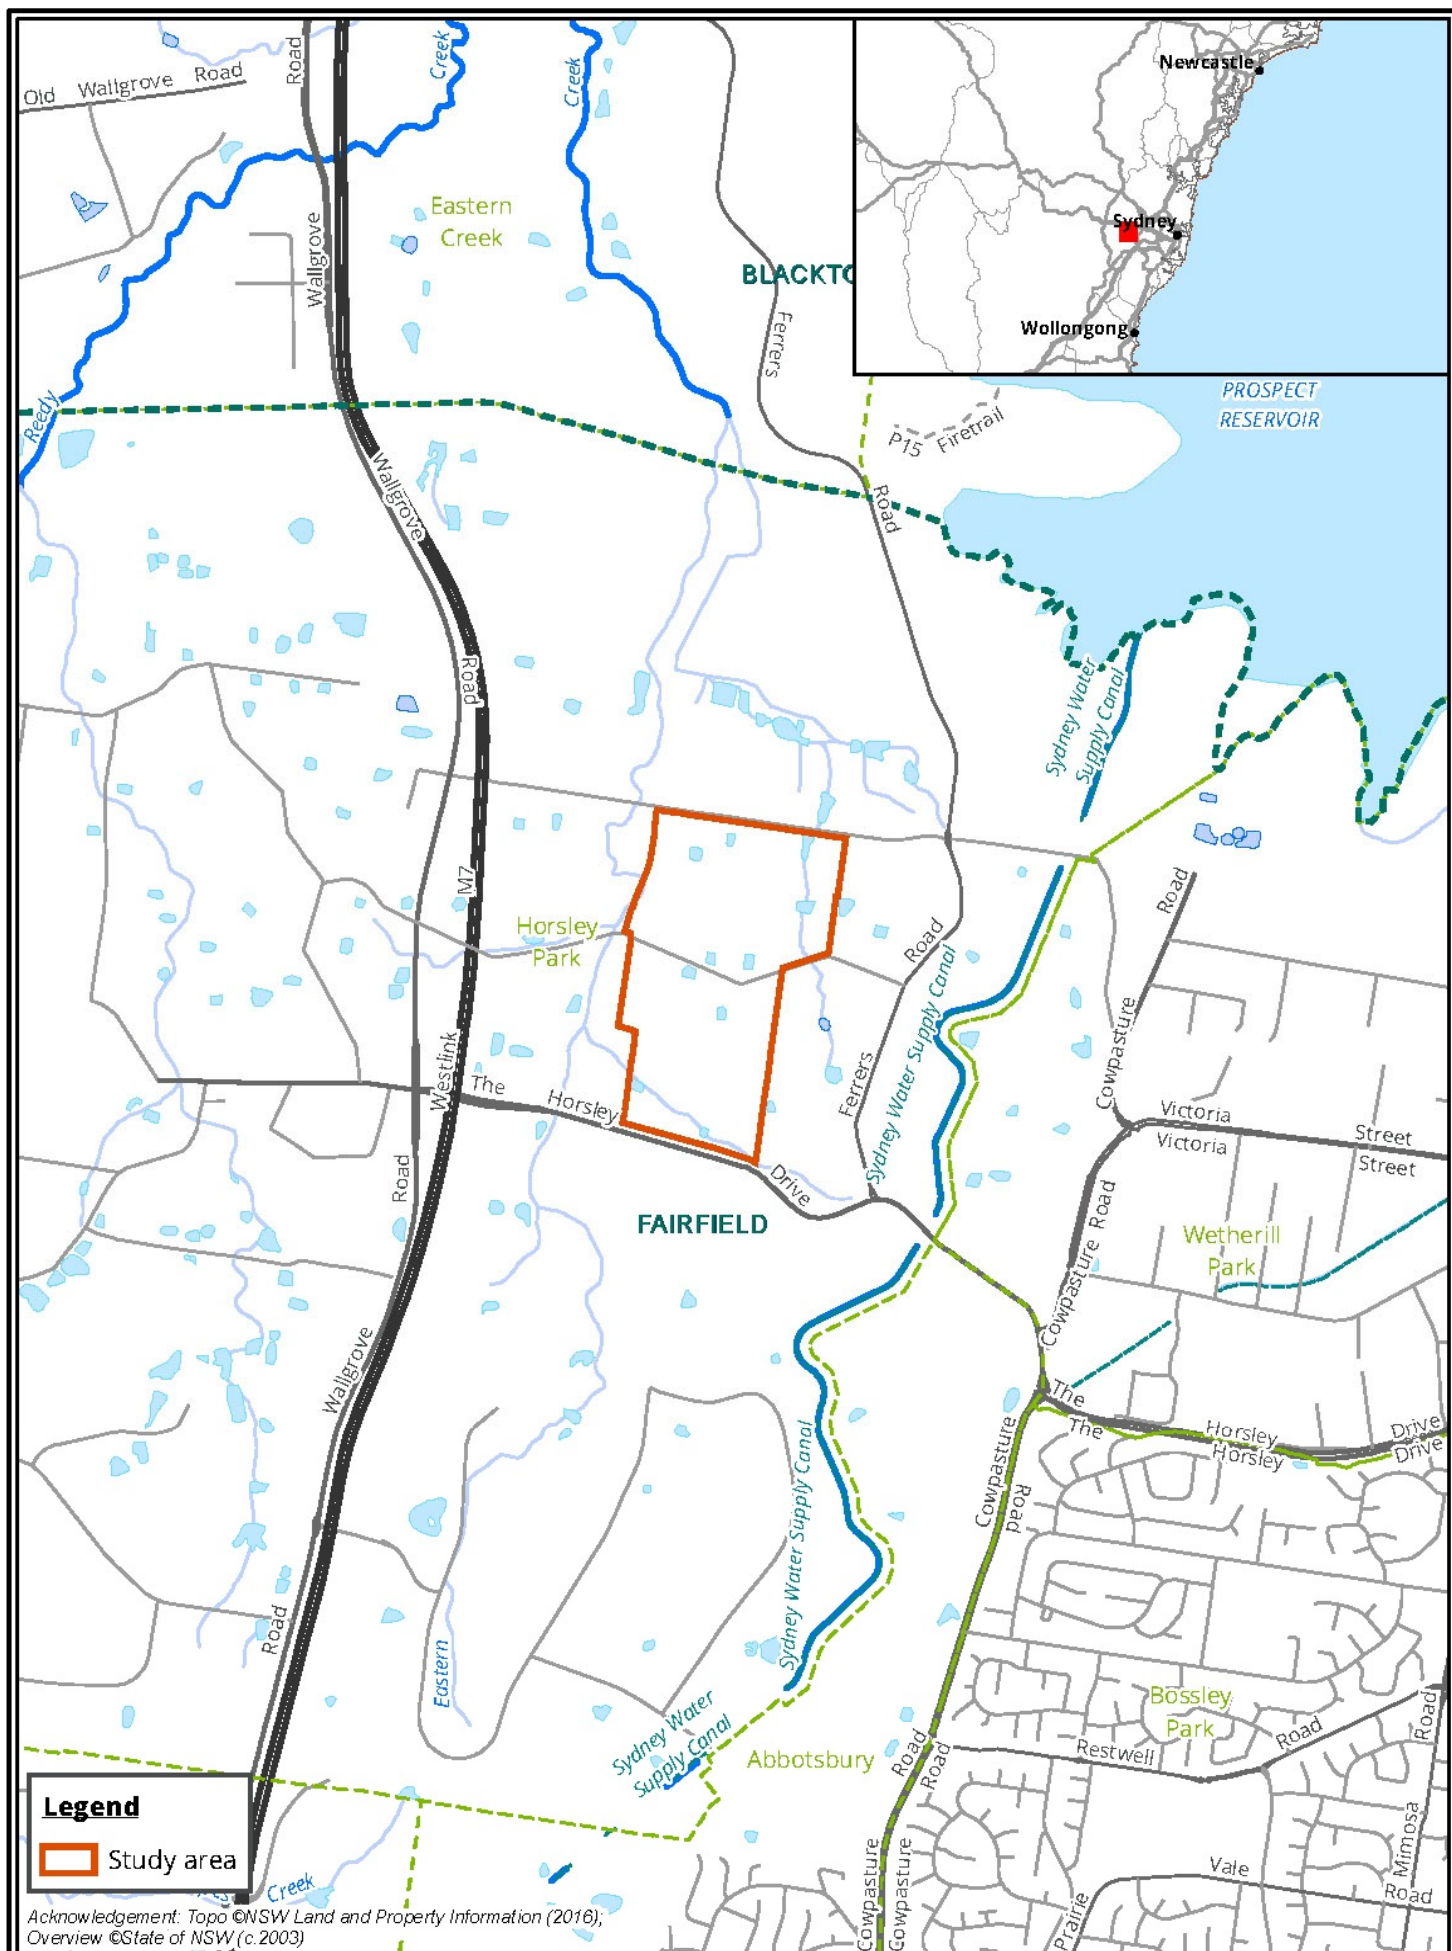 Old Wallgrove Road
Road
Creek
Creek
Newcastle
Sydney
Wollongong
Eastern
Creek
Wallgrove
BLACKTO
Ferrers
PROSPECT
RESERVOIR
Reedy
P15 Firetrail
Wallgrove
Road
Road
Sydney Water
Supply Canal
M7
Horsley
Park
Road
Road
Sydney Water Supply Canal
Cowpasture
Westlink
The Horsley
Drive
Ferrers
Victoria
Street
Victoria
Street
Road
Cowpasture Road
FAIRFIELD
Wetherill
Park
Wallgrove
The
The
Horsley
Drive
Horsley
Drive
Cowpasture
Road
Sydney Water Supply Canal
Road
Eastern
Sydney Water
Supply Canal
Abbotsbury
Road
Road
Bossley
Park
Restwell
Road
Road
Mimosa
Vale
Road
Prairie
Cowpasture
Cowpasture
Legend
Study area
Creek
Acknowledgement: Topo ©NSW Land and Property Information (2016);
Overview ©State of NSW (c.2003)